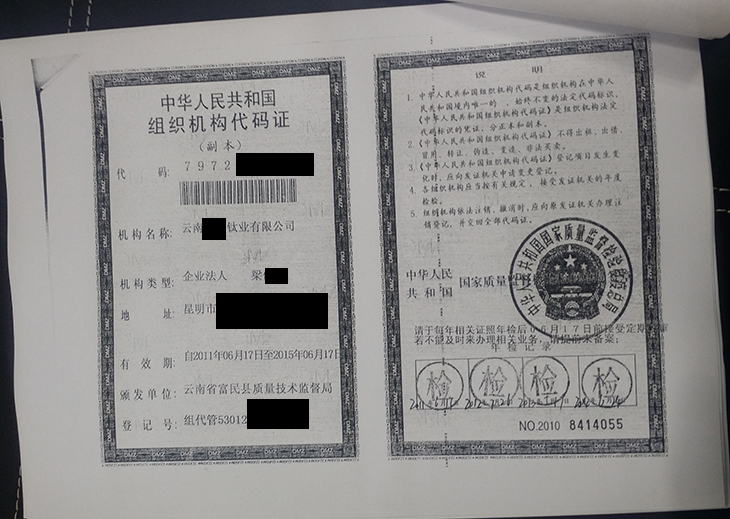 中华人民共和国
组织机构代码证
(副本)
代 码: 7972
机构名称: 云南 钛业有限公司
机构类型: 企业法人 梁
地 址: 昆明市
有 效 期: 自2011年06月17日至2015年06月17日
颁发单位: 云南省富民县质量技术监督局
登 记 号: 组代管53012
说 明
1. 中华人民共和国组织机构代码是组织机构在中华人
民共和国境内唯一的、始终不变的法定代码标识,
《中华人民共和国组织机构代码证》是组织机构法定
代码标识的凭证, 分正本和副本.
2. 《中华人民共和国组织机构代码证》不得出租、出借、
冒用、转让、伪造、变造、非法买卖.
3. 《中华人民共和国组织机构代码证》登记项目发生变
化时, 应向发证机关申请变更登记.
4. 各组织机构应当按有关规定, 接受发证机关的年度
检验.
5. 组织机构依法注销、撤消时, 应向原发证机关办理注
销登记, 并交回全部代码证.
中华人民共和国国家质量监督检验检疫总局
中华人民
共和国 国家质量监
请于每年相关证照年检后06月17日前接受定期
若不能及时来办理相关业务, 请提前来备案;
年检记录
检 检 检 检
NO.2010 8414055